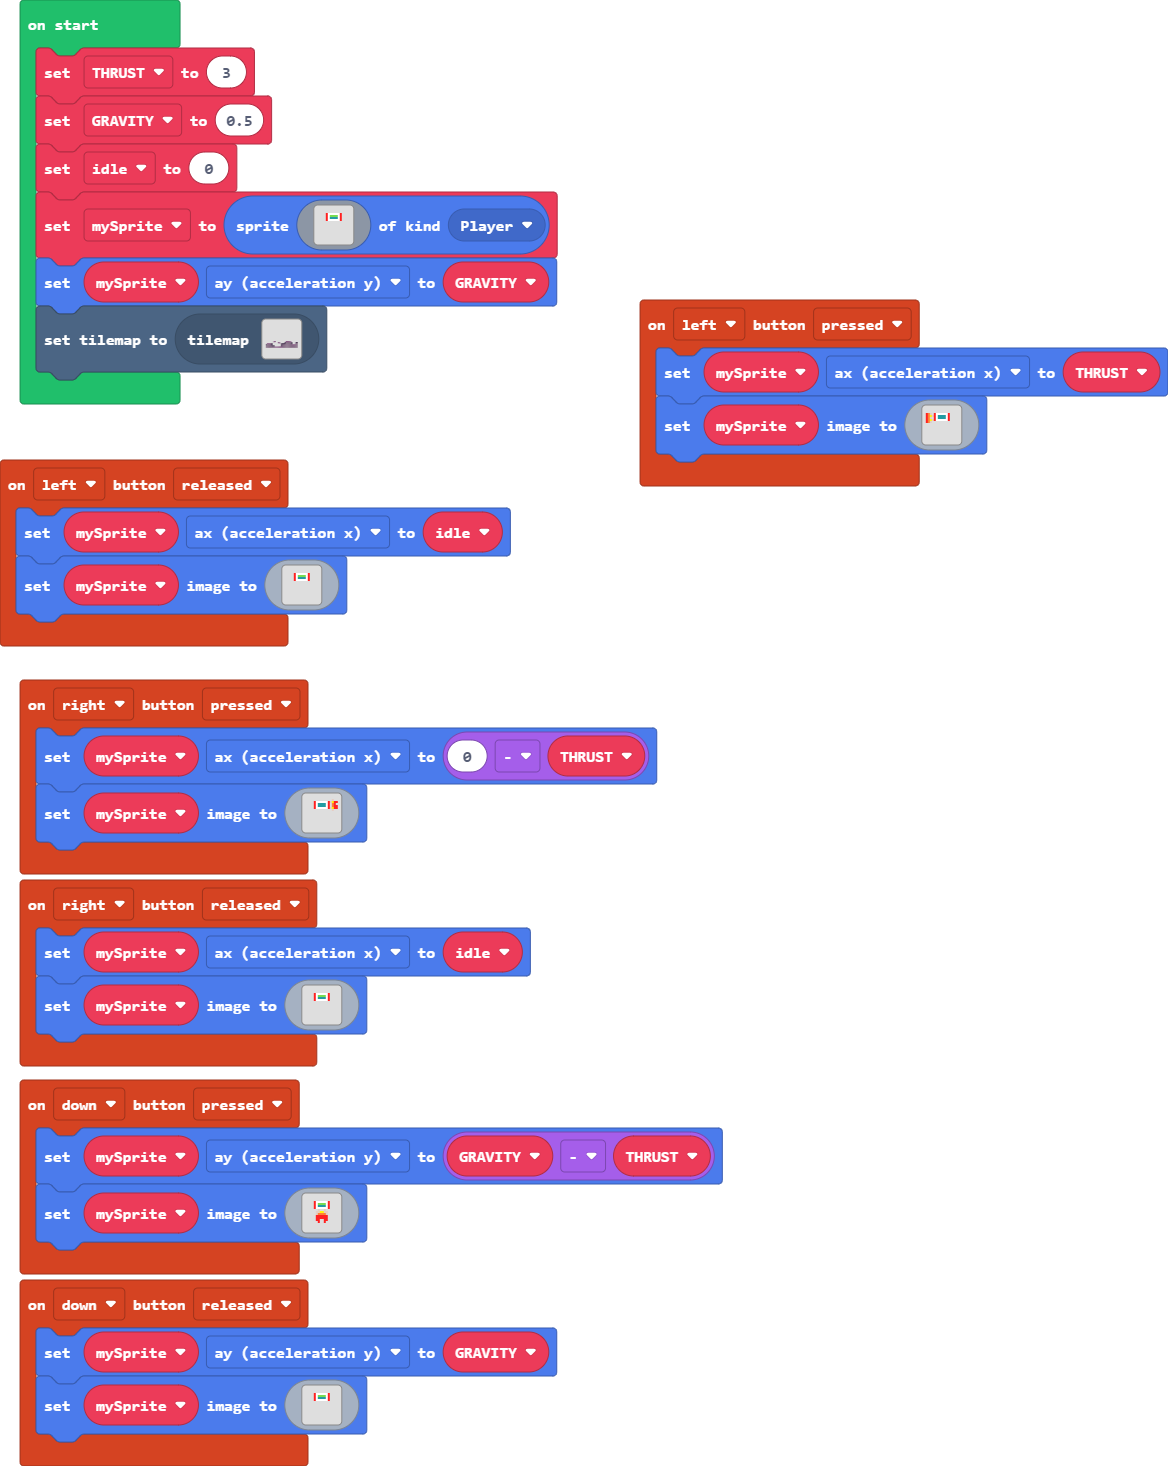 on start
set THRUST to 3
set GRAVITY to 0.5
set idle to 0
set mySprite to sprite of kind Player
set mySprite ay (acceleration y) to GRAVITY
set tilemap to tilemap
on left button pressed
set mySprite ax (acceleration x) to THRUST
set mySprite image to
on left button released
set mySprite ax (acceleration x) to idle
set mySprite image to
on right button pressed
set mySprite ax (acceleration x) to 0 - THRUST
set mySprite image to
on right button released
set mySprite ax (acceleration x) to idle
set mySprite image to
on down button pressed
set mySprite ay (acceleration y) to GRAVITY - THRUST
set mySprite image to
on down button released
set mySprite ay (acceleration y) to GRAVITY
set mySprite image to